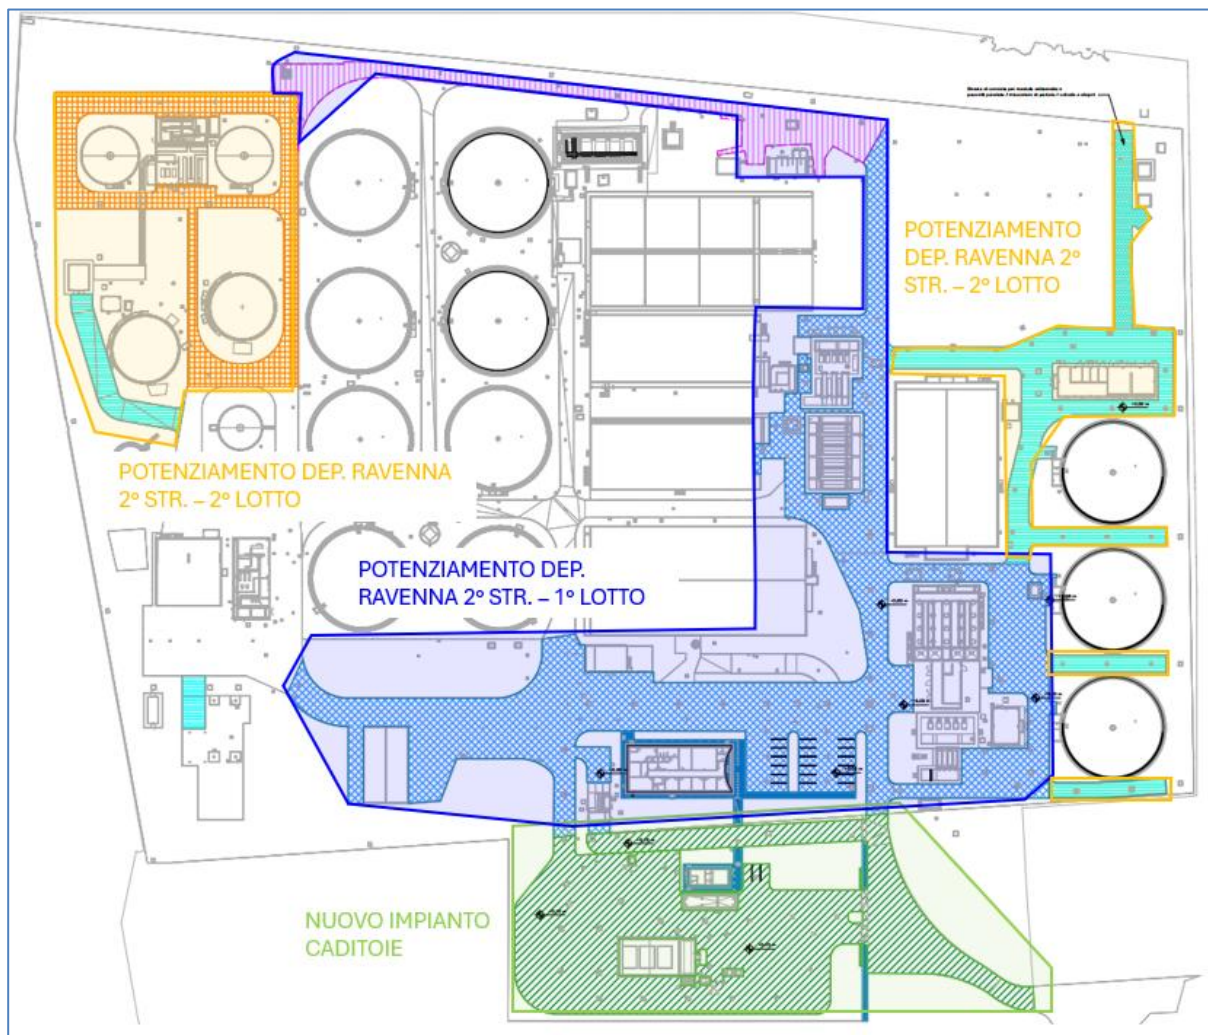 POTENZIAMENTO
DEP. RAVENNA 2°
STR. – 2° LOTTO
POTENZIAMENTO DEP. RAVENNA
2° STR. – 2° LOTTO
POTENZIAMENTO DEP.
RAVENNA 2° STR. – 1° LOTTO
NUOVO IMPIANTO
CADITOIE